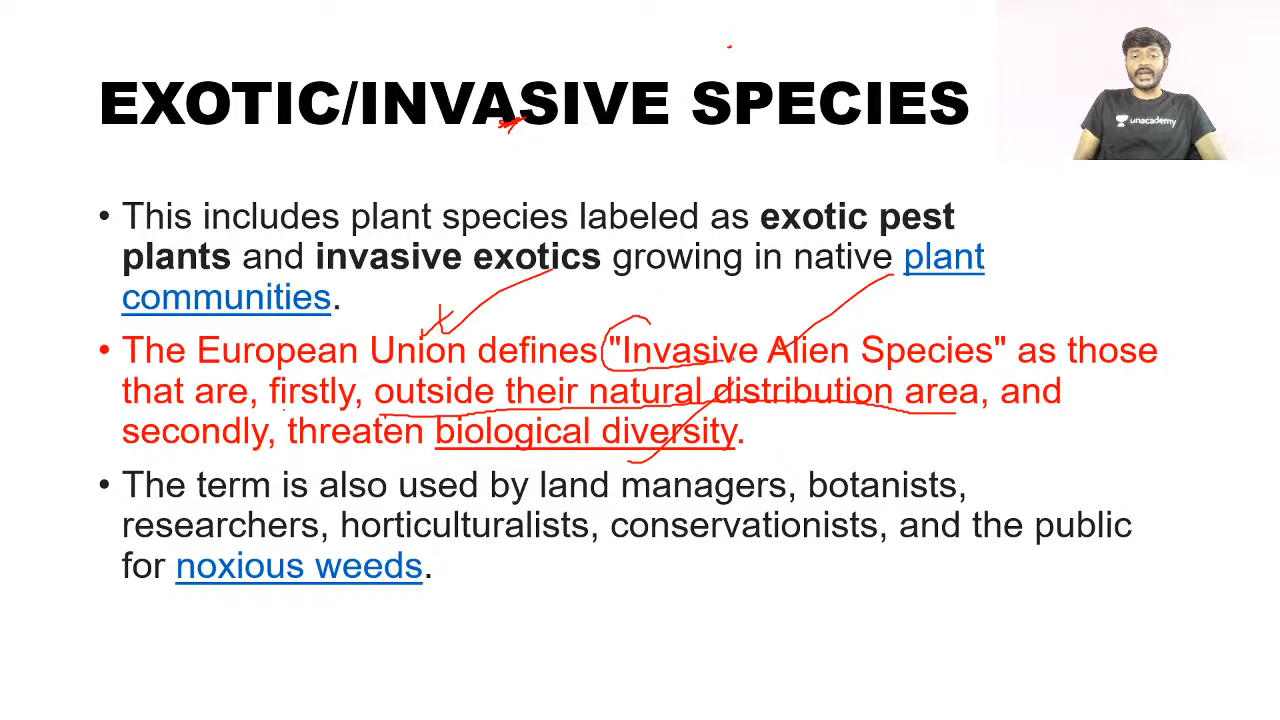 EXOTIC/INVASIVE SPECIES
unacademy
• This includes plant species labeled as exotic pest
plants and invasive exotics growing in native plant
communities.
• The European Union defines "Invasive Alien Species" as those
that are, firstly, outside their natural distribution area, and
secondly, threaten biological diversity.
• The term is also used by land managers, botanists,
researchers, horticulturalists, conservationists, and the public
for noxious weeds.